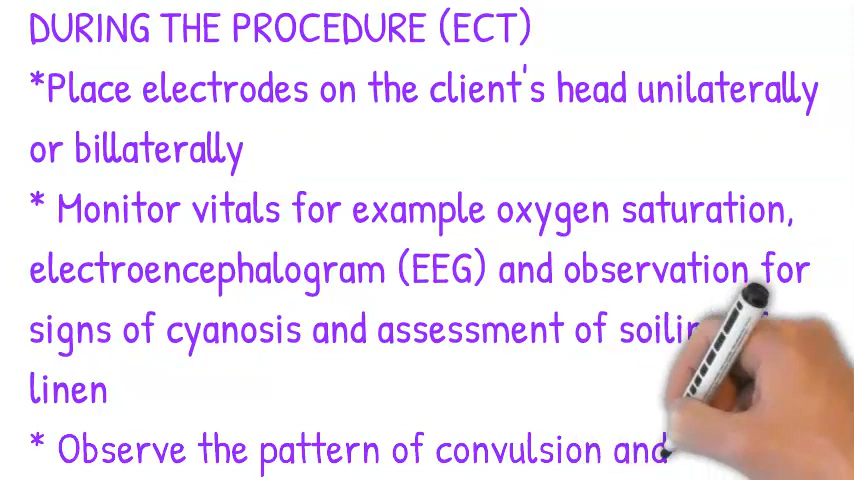 DURING THE PROCEDURE (ECT)
*Place electrodes on the client's head unilaterally
or billaterally
* Monitor vitals for example oxygen saturation,
electroencephalogram (EEG) and observation for
signs of cyanosis and assessment of
linen
* Observe the pattern of convulsion and